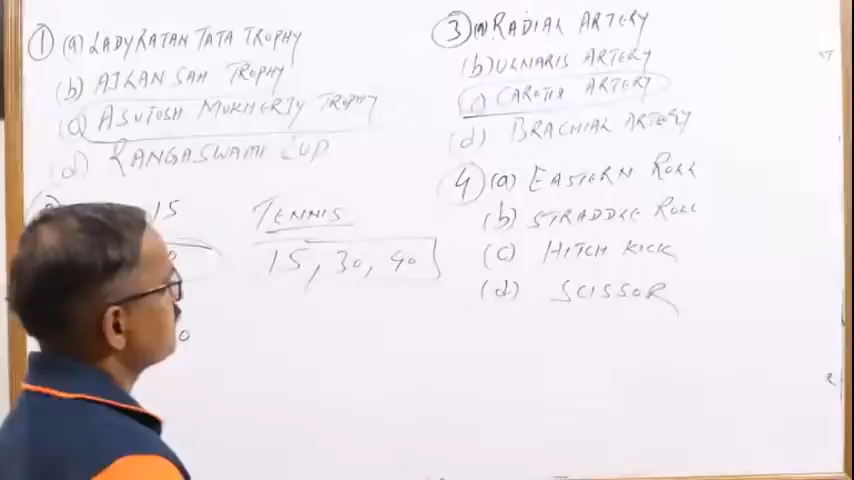 ① (a) LADY RATAN TATA TROPHY
(b) AJLAN SAH TROPHY
(c) ASUTOSH MUKHERJY TROPHY
(d) RANGASWAMI CUP
15
TENNIS
15, 30, 40
③ (a) RADIAL ARTERY
(b) ULNARIS ARTERY
(c) CAROTID ARTERY
(d) BRACHIAL ARTERY
④ (a) EASTERN ROLL
(b) STRADDLE ROLL
(c) HITCH KICK
(d) SCISSOR